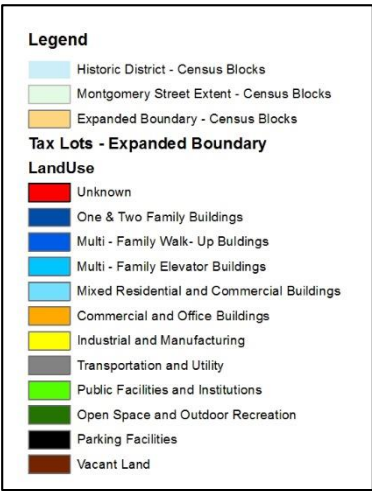 Legend
Historic District - Census Blocks
Montgomery Street Extent - Census Blocks
Expanded Boundary - Census Blocks
Tax Lots - Expanded Boundary
LandUse
Unknown
One & Two Family Buildings
Multi - Family Walk- Up Buldings
Multi - Family Elevator Buildings
Mixed Residential and Commercial Buildings
Commercial and Office Buildings
Industrial and Manufacturing
Transportation and Utility
Public Facilities and Institutions
Open Space and Outdoor Recreation
Parking Facilities
Vacant Land